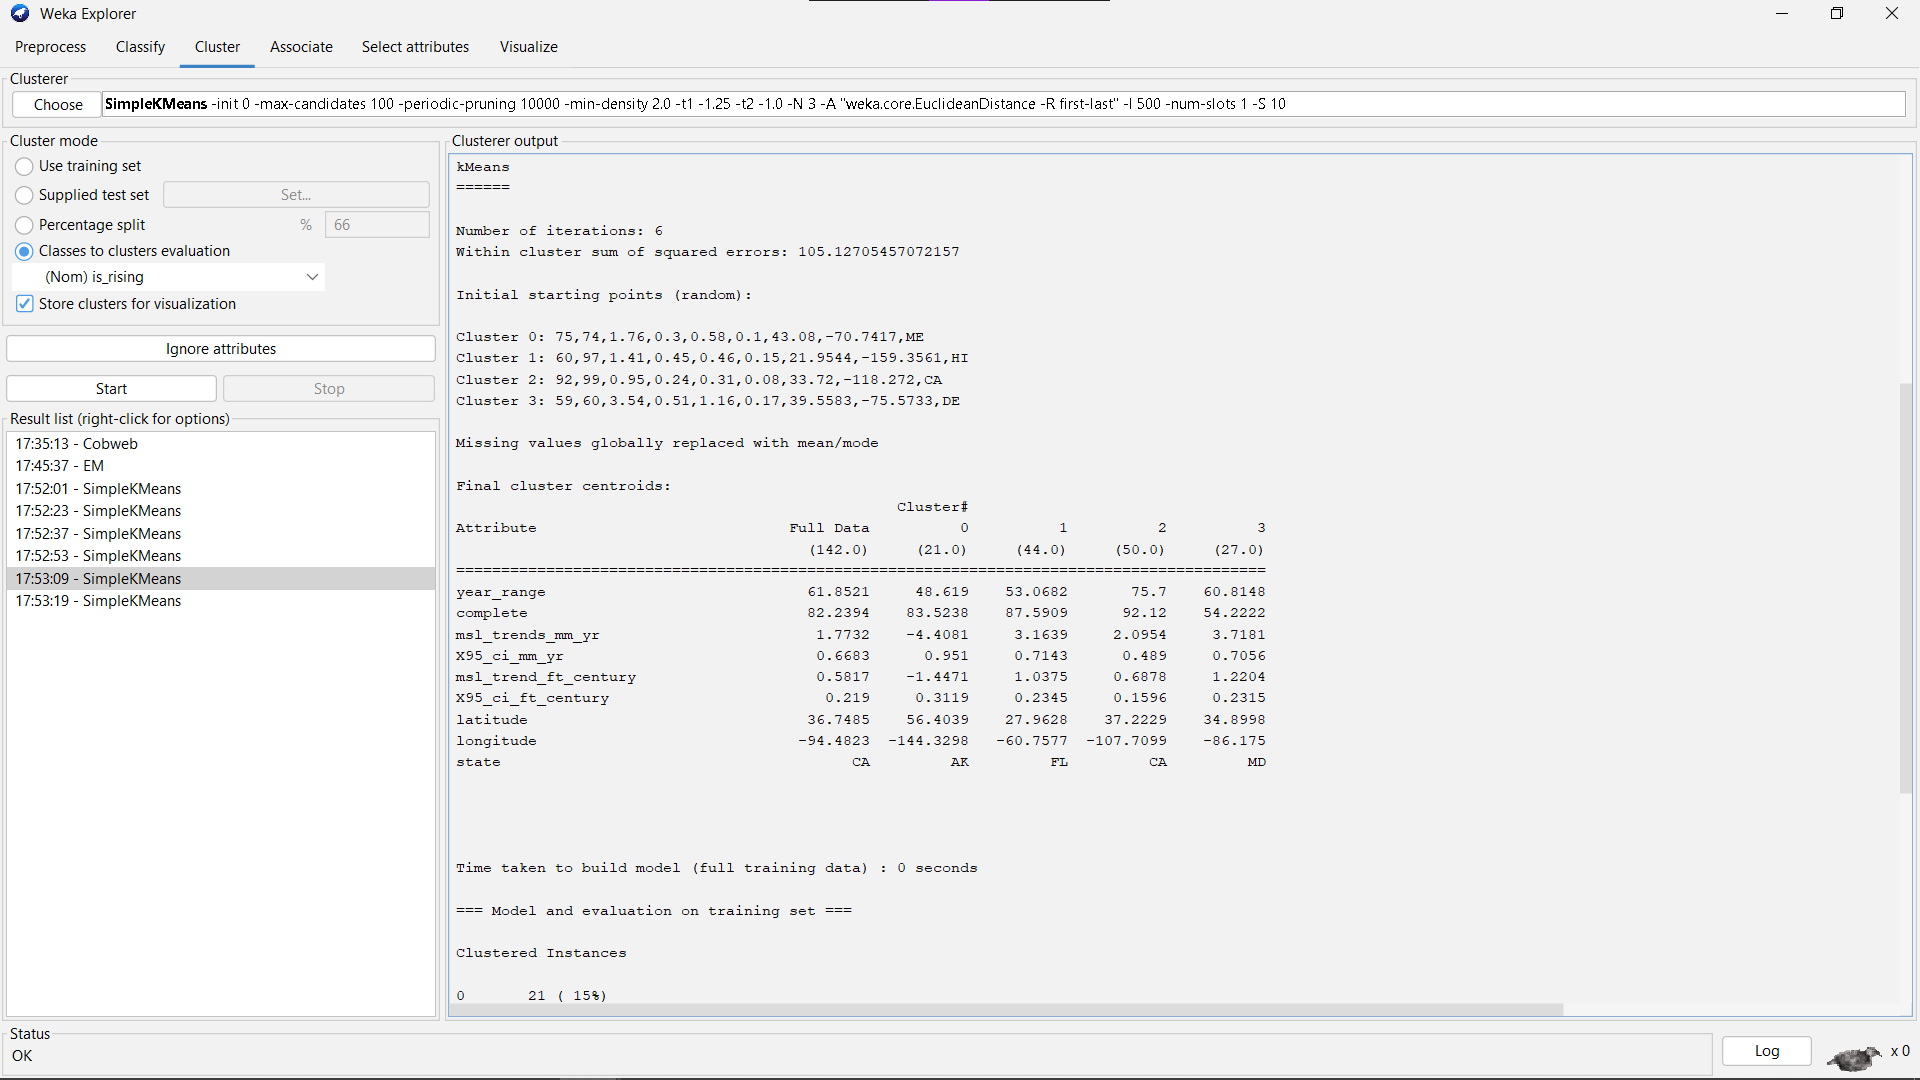 Weka Explorer
Preprocess Classify Cluster Associate Select attributes Visualize
Clusterer
Choose SimpleKMeans -init 0 -max-candidates 100 -periodic-pruning 10000 -min-density 2.0 -t1 -1.25 -t2 -1.0 -N 3 -A "weka.core.EuclideanDistance -R first-last" -I 500 -num-slots 1 -S 10
Cluster mode
Use training set
Supplied test set Set...
Percentage split % 66
Classes to clusters evaluation
(Nom) is_rising
Store clusters for visualization
Ignore attributes
Start Stop
Result list (right-click for options)
17:35:13 - Cobweb
17:45:37 - EM
17:52:01 - SimpleKMeans
17:52:23 - SimpleKMeans
17:52:37 - SimpleKMeans
17:52:53 - SimpleKMeans
17:53:09 - SimpleKMeans
17:53:19 - SimpleKMeans
Clusterer output
kMeans
======
Number of iterations: 6
Within cluster sum of squared errors: 105.12705457072157
Initial starting points (random):
Cluster 0: 75,74,1.76,0.3,0.58,0.1,43.08,-70.7417,ME
Cluster 1: 60,97,1.41,0.45,0.46,0.15,21.9544,-159.3561,HI
Cluster 2: 92,99,0.95,0.24,0.31,0.08,33.72,-118.272,CA
Cluster 3: 59,60,3.54,0.51,1.16,0.17,39.5583,-75.5733,DE
Missing values globally replaced with mean/mode
Final cluster centroids:
Cluster#
Attribute Full Data 0 1 2 3
(142.0) (21.0) (44.0) (50.0) (27.0)
============================================================================================
year_range 61.8521 48.619 53.0682 75.7 60.8148
complete 82.2394 83.5238 87.5909 92.12 54.2222
msl_trends_mm_yr 1.7732 -4.4081 3.1639 2.0954 3.7181
X95_ci_mm_yr 0.6683 0.951 0.7143 0.489 0.7056
msl_trend_ft_century 0.5817 -1.4471 1.0375 0.6878 1.2204
X95_ci_ft_century 0.219 0.3119 0.2345 0.1596 0.2315
latitude 36.7485 56.4039 27.9628 37.2229 34.8998
longitude -94.4823 -144.3298 -60.7577 -107.7099 -86.175
state CA AK FL CA MD
Time taken to build model (full training data) : 0 seconds
=== Model and evaluation on training set ===
Clustered Instances
0 21 ( 15%)
Status
OK
Log x 0